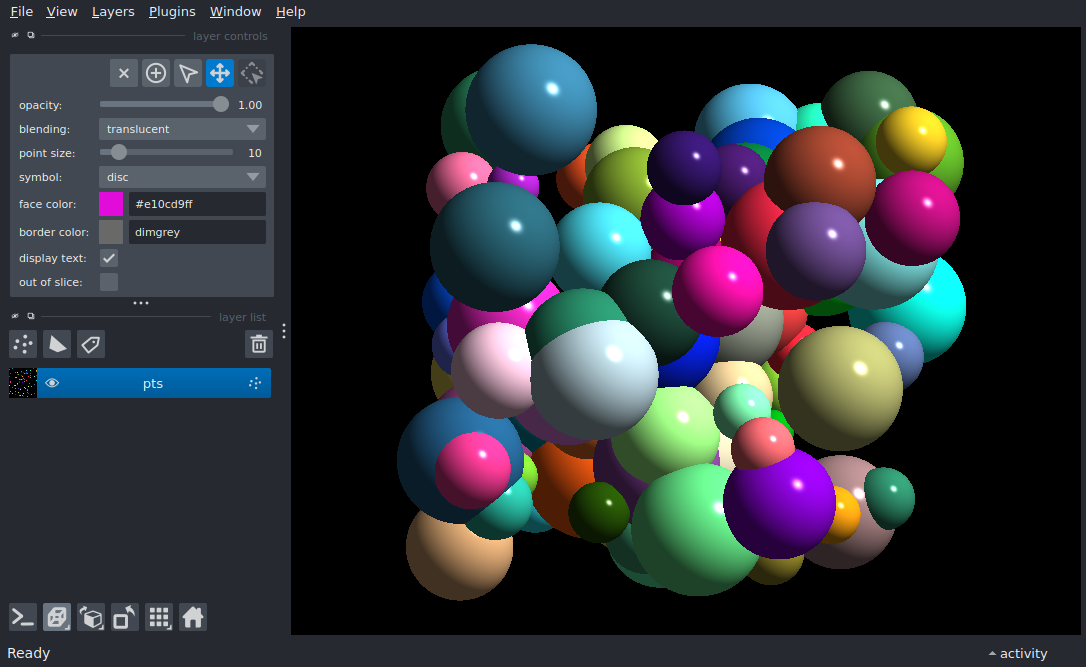 File View Layers Plugins Window Help
layer controls
opacity: 1.00
blending: translucent
point size: 10
symbol: disc
face color: #e10cd9ff
border color: dimgrey
display text:
out of slice:
layer list
pts
Ready
activity